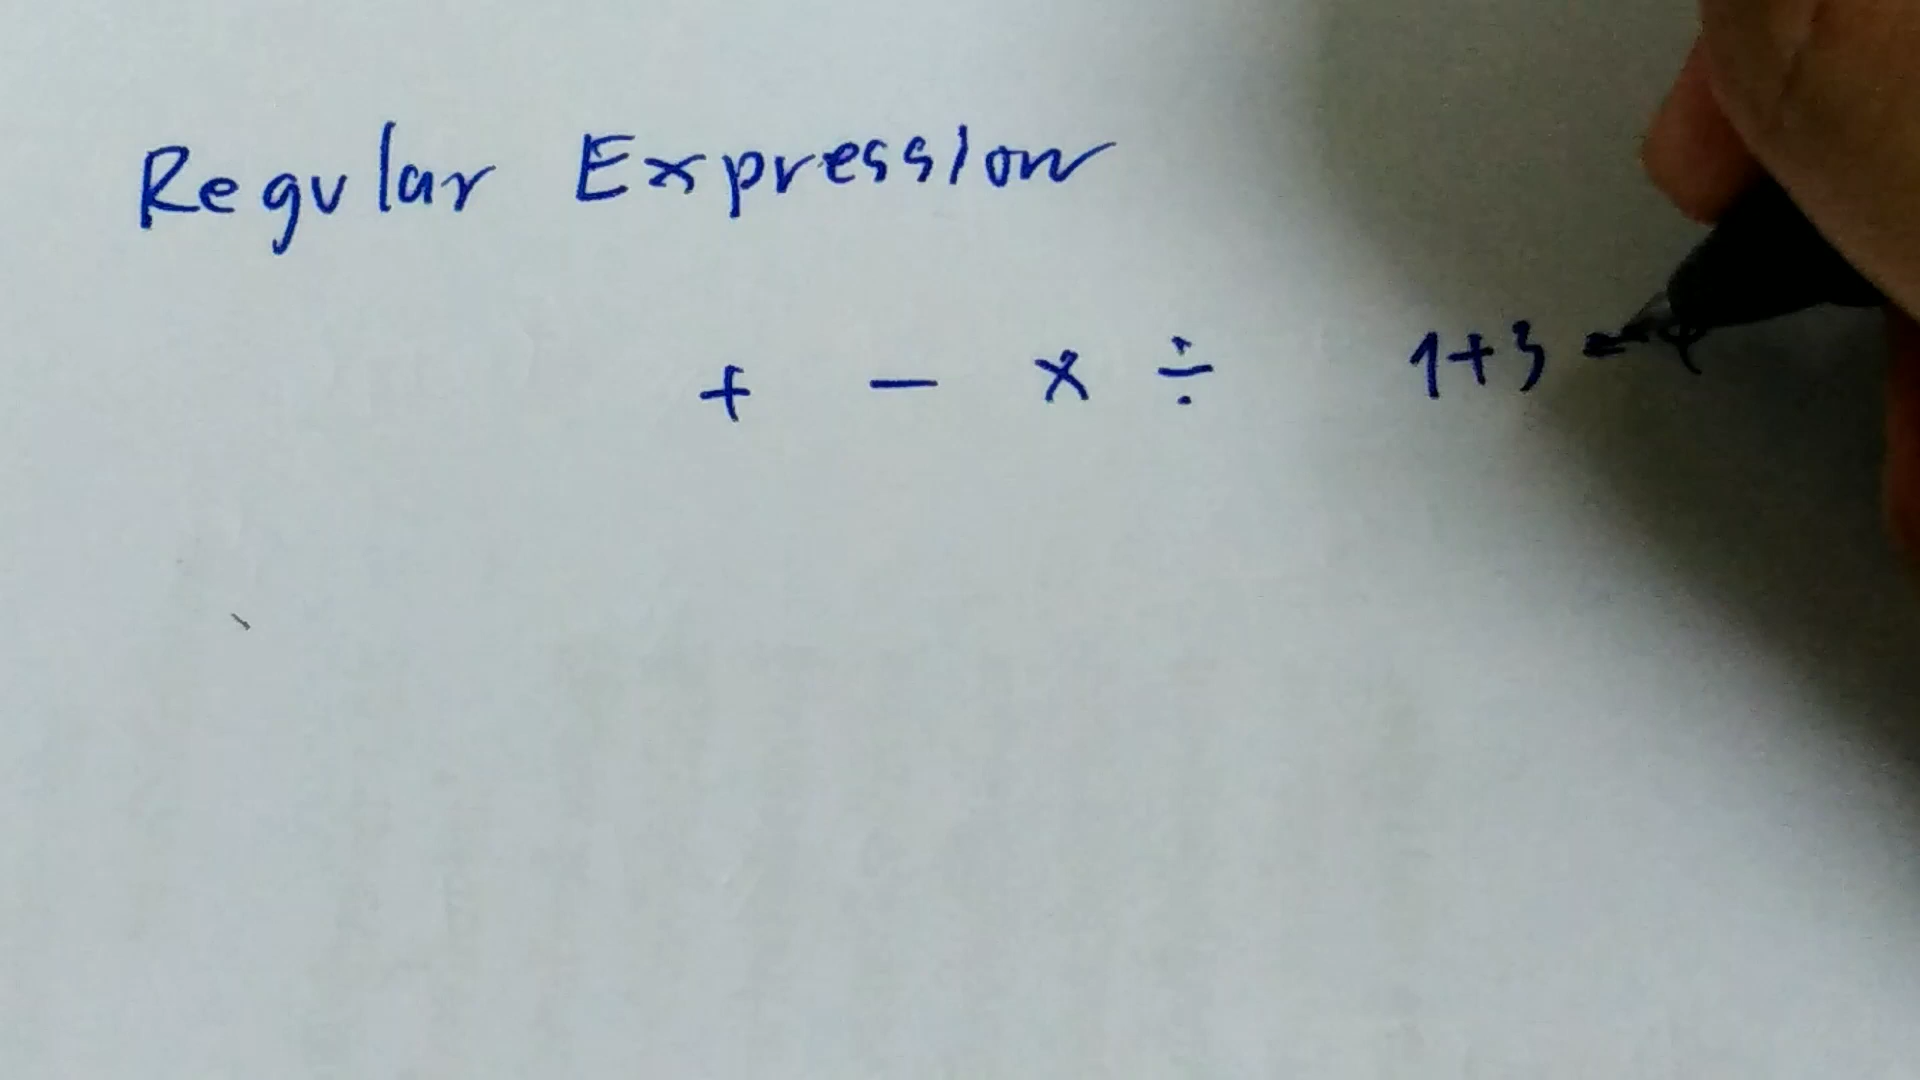 Regular Expression
+ - × ÷ 1+3 =